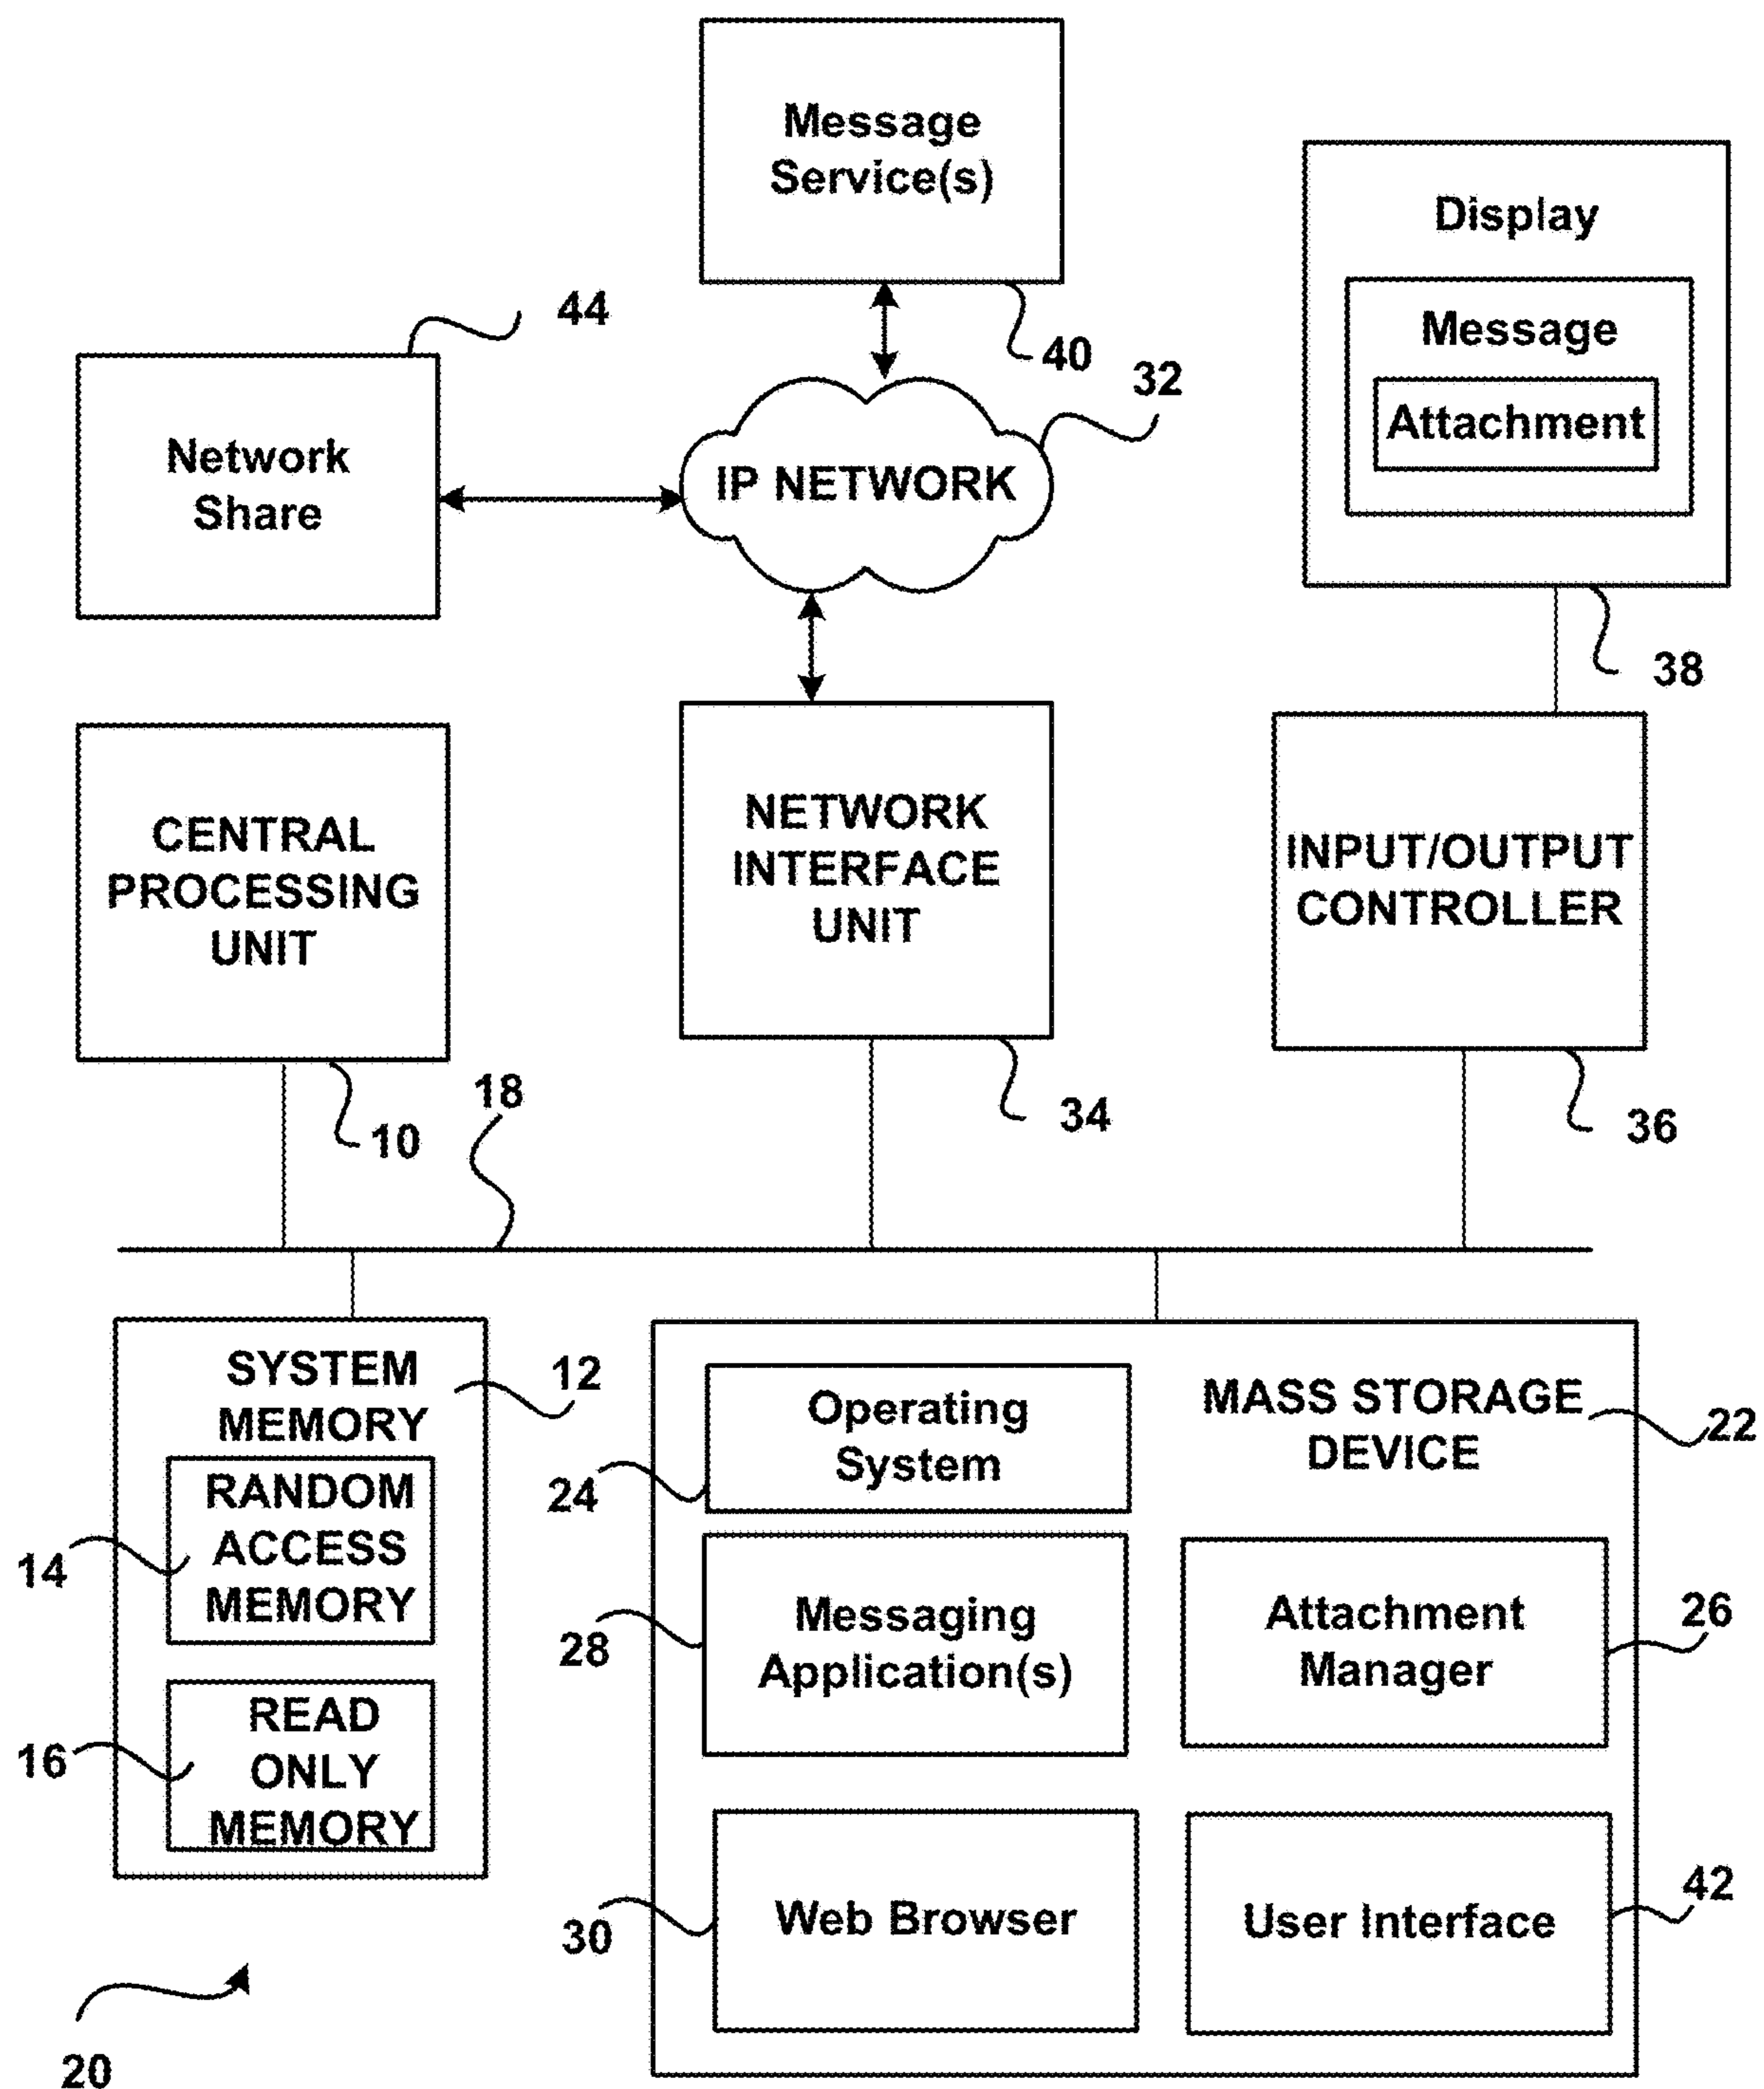 Message
Service(s)
40
Display
Message
Attachment
38
44
Network
Share
32
IP NETWORK
CENTRAL
PROCESSING
UNIT
10
NETWORK
INTERFACE
UNIT
34
INPUT/OUTPUT
CONTROLLER
36
18
SYSTEM
MEMORY
12
RANDOM
ACCESS
MEMORY
14
READ
ONLY
MEMORY
16
MASS STORAGE
DEVICE
22
Operating
System
24
Messaging
Application(s)
28
Attachment
Manager
26
Web Browser
30
User Interface
42
20